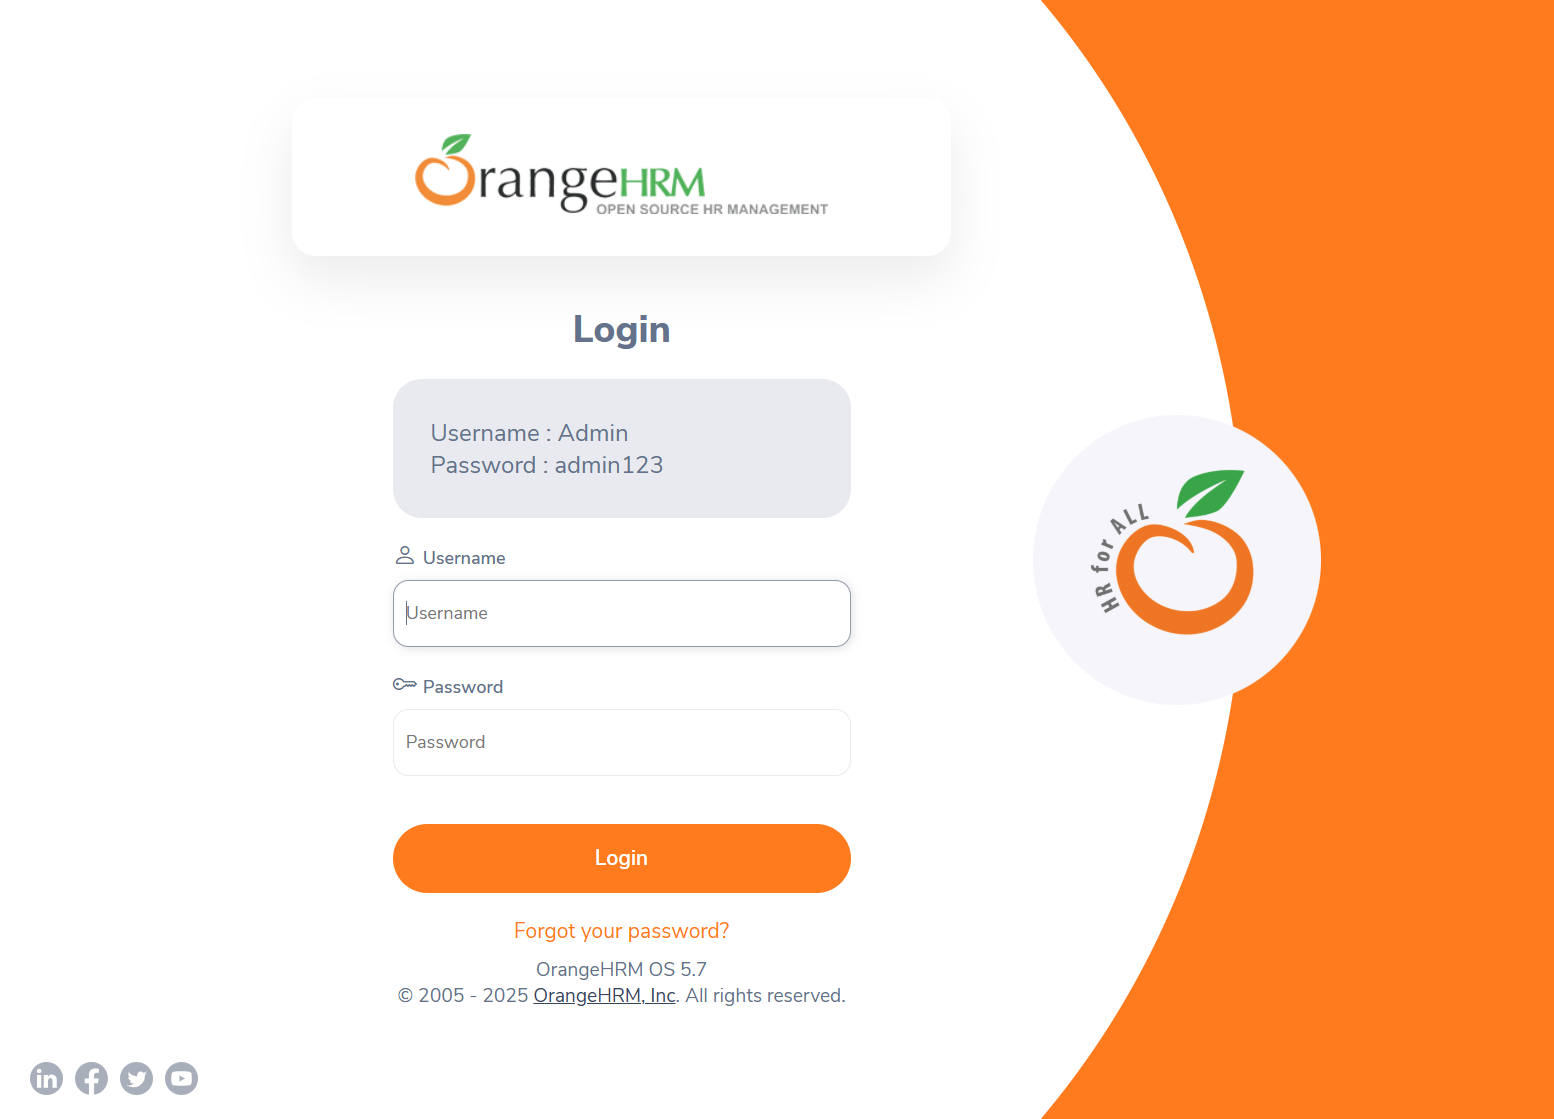 OrangeHRM
OPEN SOURCE HR MANAGEMENT
Login
Username : Admin
Password : admin123
Username
Username
Password
Password
Login
Forgot your password?
OrangeHRM OS 5.7
© 2005 - 2025 OrangeHRM, Inc. All rights reserved.
HR for ALL